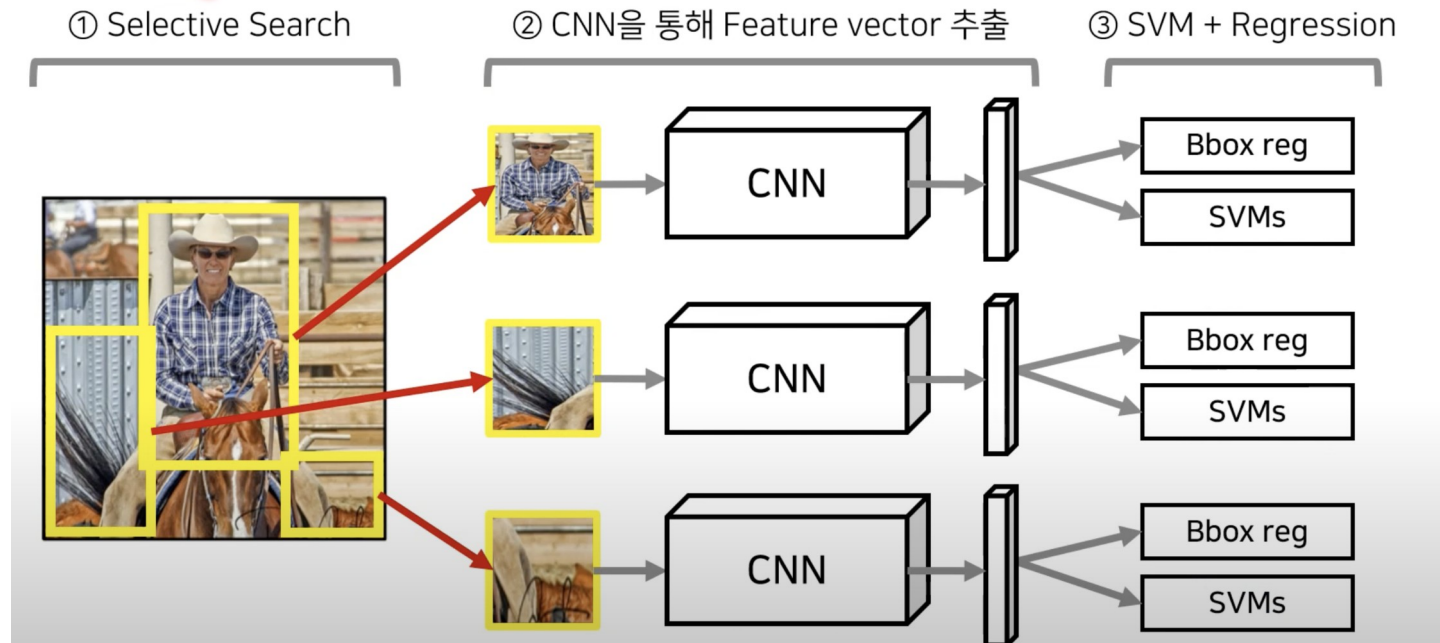 ① Selective Search
② CNN을 통해 Feature vector 추출
③ SVM + Regression
CNN
Bbox reg
SVMs
CNN
Bbox reg
SVMs
CNN
Bbox reg
SVMs